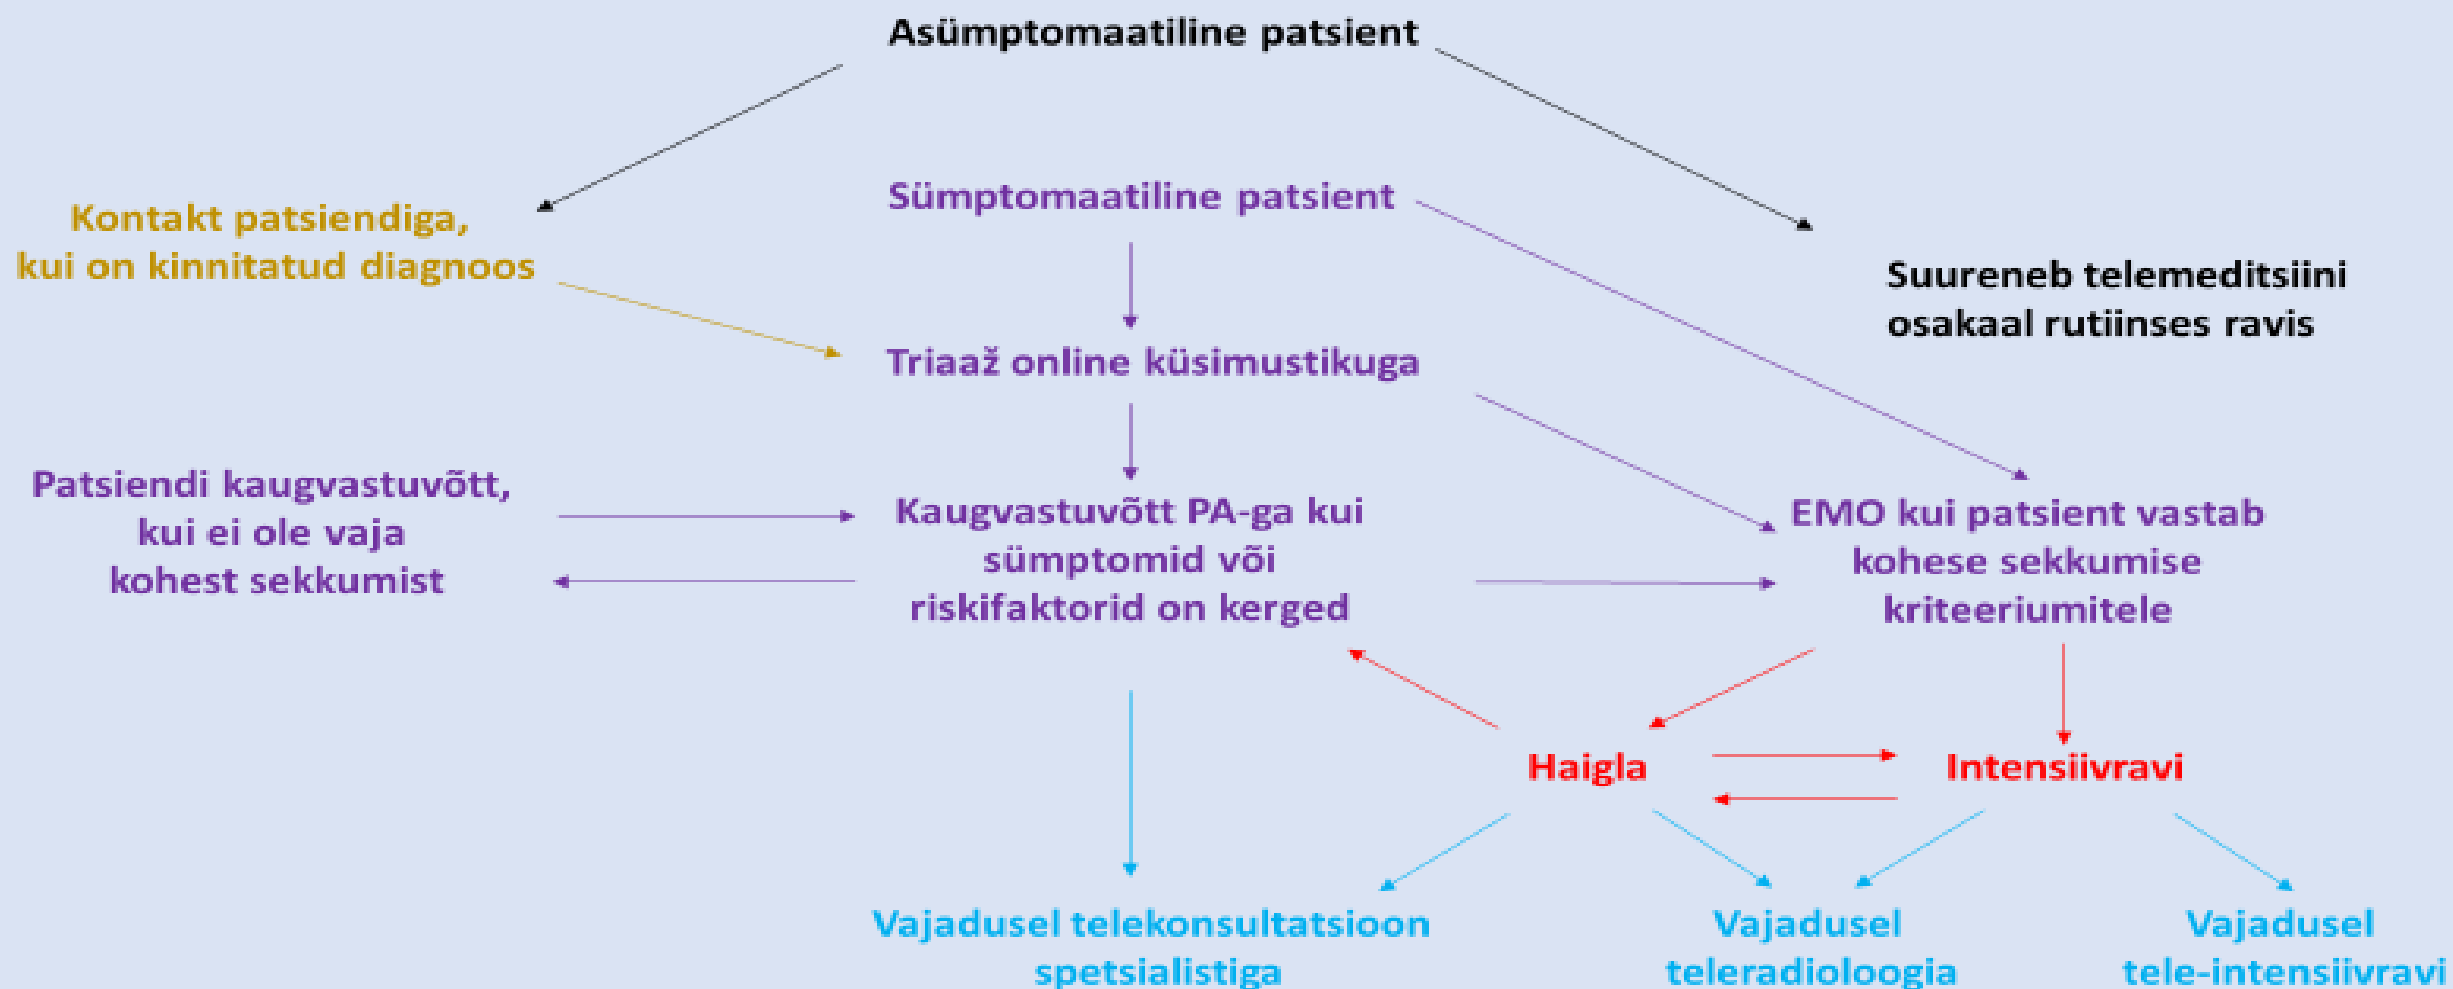 Asümptomaatiline patsient
Sümptomaatiline patsient
Kontakt patsiendiga,
kui on kinnitatud diagnoos
Suureneb telemeditsiini
osakaal rutiinses ravis
Triaaž online küsimustikuga
Patsiendi kaugvastuvõtt,
kui ei ole vaja
kohest sekkumist
Kaugvastuvõtt PA-ga kui
sümptomid või
riskifaktorid on kerged
EMO kui patsient vastab
kohese sekkumise
kriteeriumitele
Haigla
Intensiivravi
Vajadusel telekonsultatsioon
spetsialistiga
Vajadusel
teleradioloogia
Vajadusel
tele-intensiivravi